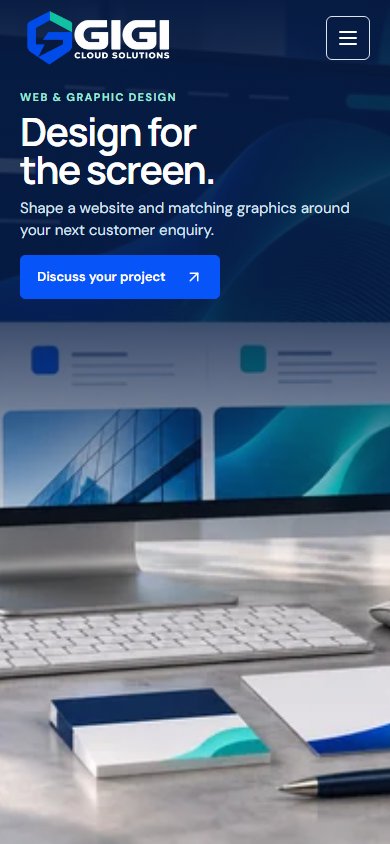 GIGI
CLOUD SOLUTIONS
WEB & GRAPHIC DESIGN
Design for
the screen.
Shape a website and matching graphics around
your next customer enquiry.
Discuss your project